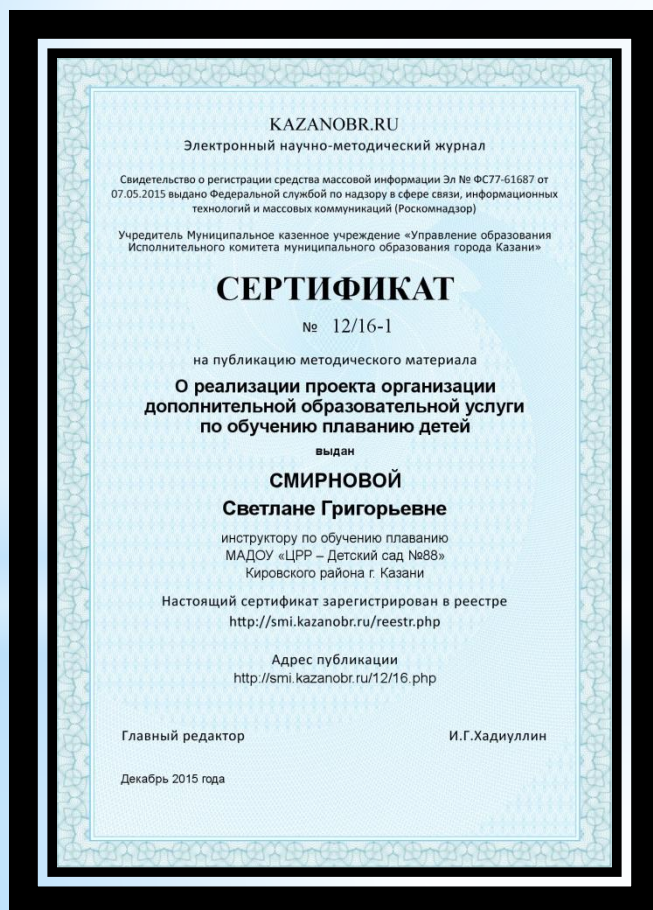 KAZANOBR.RU
Электронный научно-методический журнал
Свидетельство о регистрации средства массовой информации Эл № ФС77-61687 от
07.05.2015 выдано Федеральной службой по надзору в сфере связи, информационных
технологий и массовых коммуникаций (Роскомнадзор)
Учредитель Муниципальное казенное учреждение «Управление образования
Исполнительного комитета муниципального образования города Казани»
СЕРТИФИКАТ
№ 12/16-1
на публикацию методического материала
О реализации проекта организации
дополнительной образовательной услуги
по обучению плаванию детей
выдан
СМИРНОВОЙ
Светлане Григорьевне
инструктору по обучению плаванию
МАДОУ «ЦРР – Детский сад №88»
Кировского района г. Казани
Настоящий сертификат зарегистрирован в реестре
http://smi.kazanobr.ru/reestr.php
Адрес публикации
http://smi.kazanobr.ru/12/16.php
Главный редактор И.Г.Хадиуллин
Декабрь 2015 года